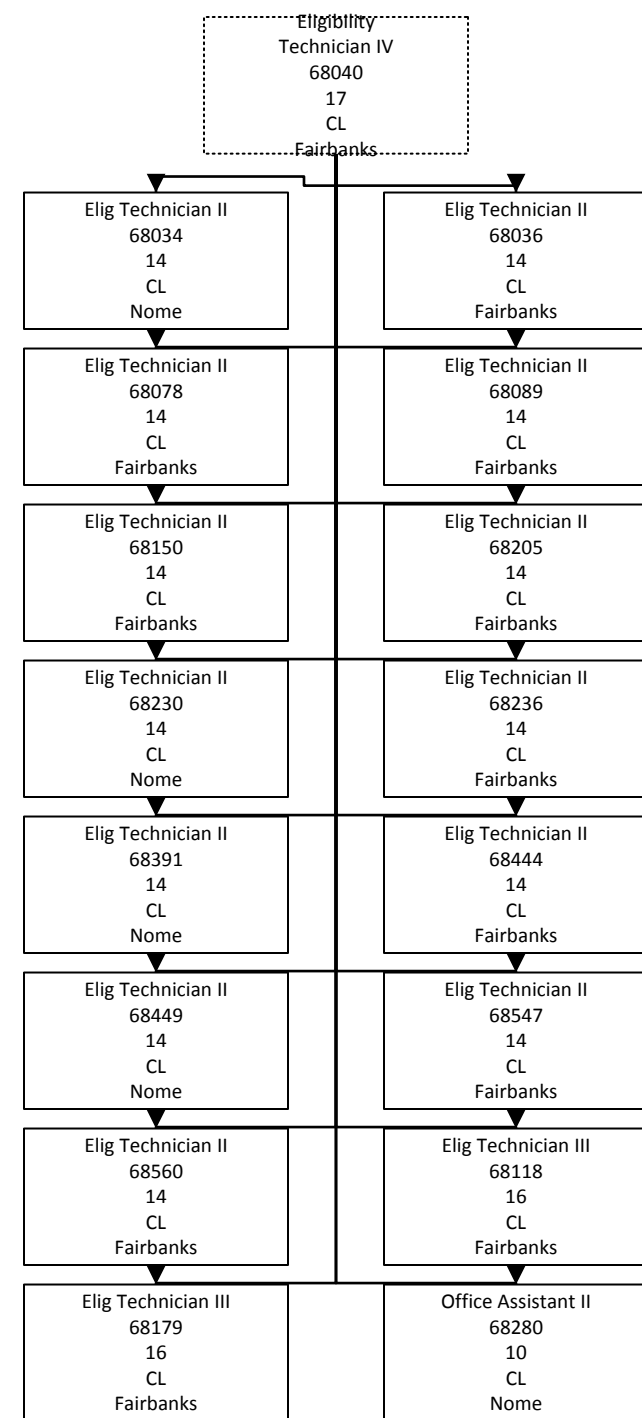 Eligibility
Technician IV
68040
17
CL
Fairbanks
Elig Technician II
68034
14
CL
Nome
Elig Technician II
68036
14
CL
Fairbanks
Elig Technician II
68078
14
CL
Fairbanks
Elig Technician II
68089
14
CL
Fairbanks
Elig Technician II
68150
14
CL
Fairbanks
Elig Technician II
68205
14
CL
Fairbanks
Elig Technician II
68230
14
CL
Nome
Elig Technician II
68236
14
CL
Fairbanks
Elig Technician II
68391
14
CL
Nome
Elig Technician II
68444
14
CL
Fairbanks
Elig Technician II
68449
14
CL
Nome
Elig Technician II
68547
14
CL
Fairbanks
Elig Technician II
68560
14
CL
Fairbanks
Elig Technician III
68118
16
CL
Fairbanks
Elig Technician III
68179
16
CL
Fairbanks
Office Assistant II
68280
10
CL
Nome